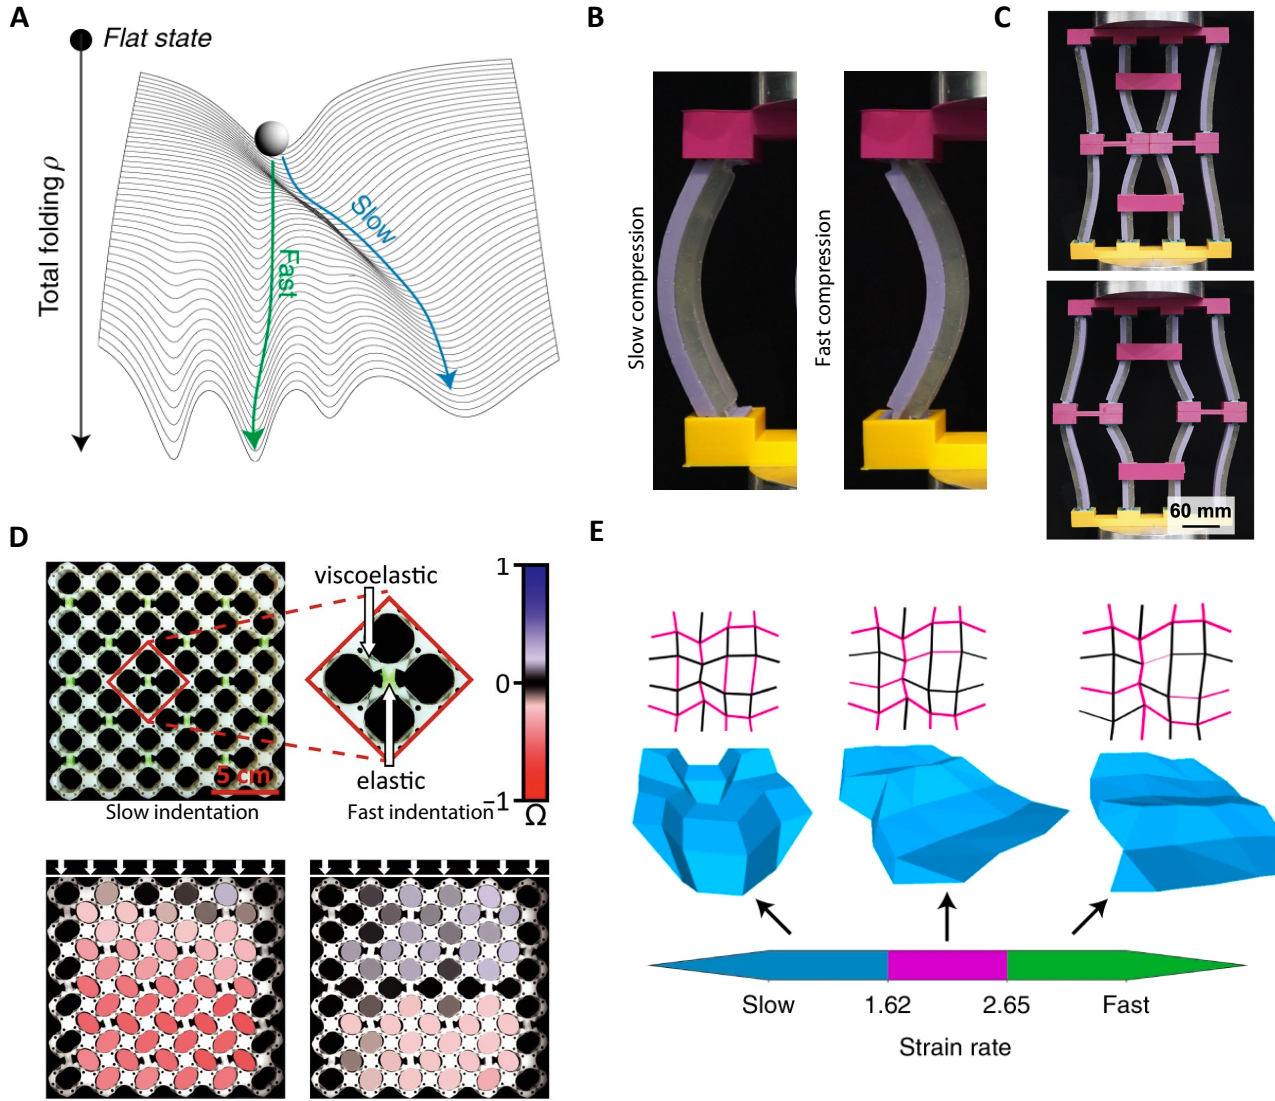 A
Flat state
Total folding ρ
Slow
Fast
B
Slow compression
Fast compression
C
60 mm
D
viscoelastic
elastic
5 cm
1
0
−1
Ω
Slow indentation
Fast indentation
E
Slow
1.62
2.65
Fast
Strain rate